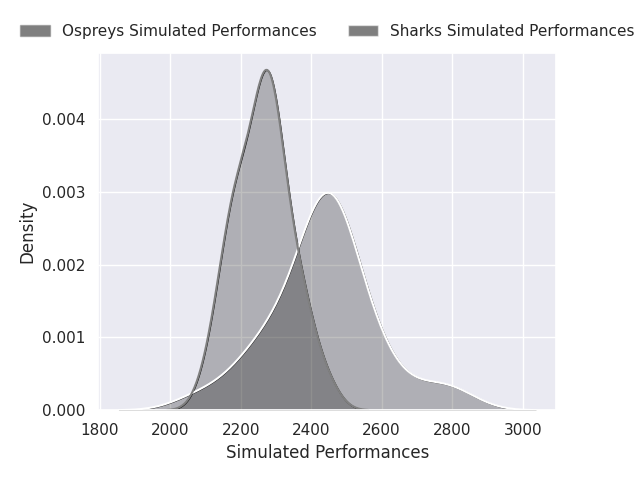 Ospreys Simulated Performances Sharks Simulated Performances
0.004
0.003
0.002
0.001
0.000
Density
1800 2000 2200 2400 2600 2800 3000
Simulated Performances